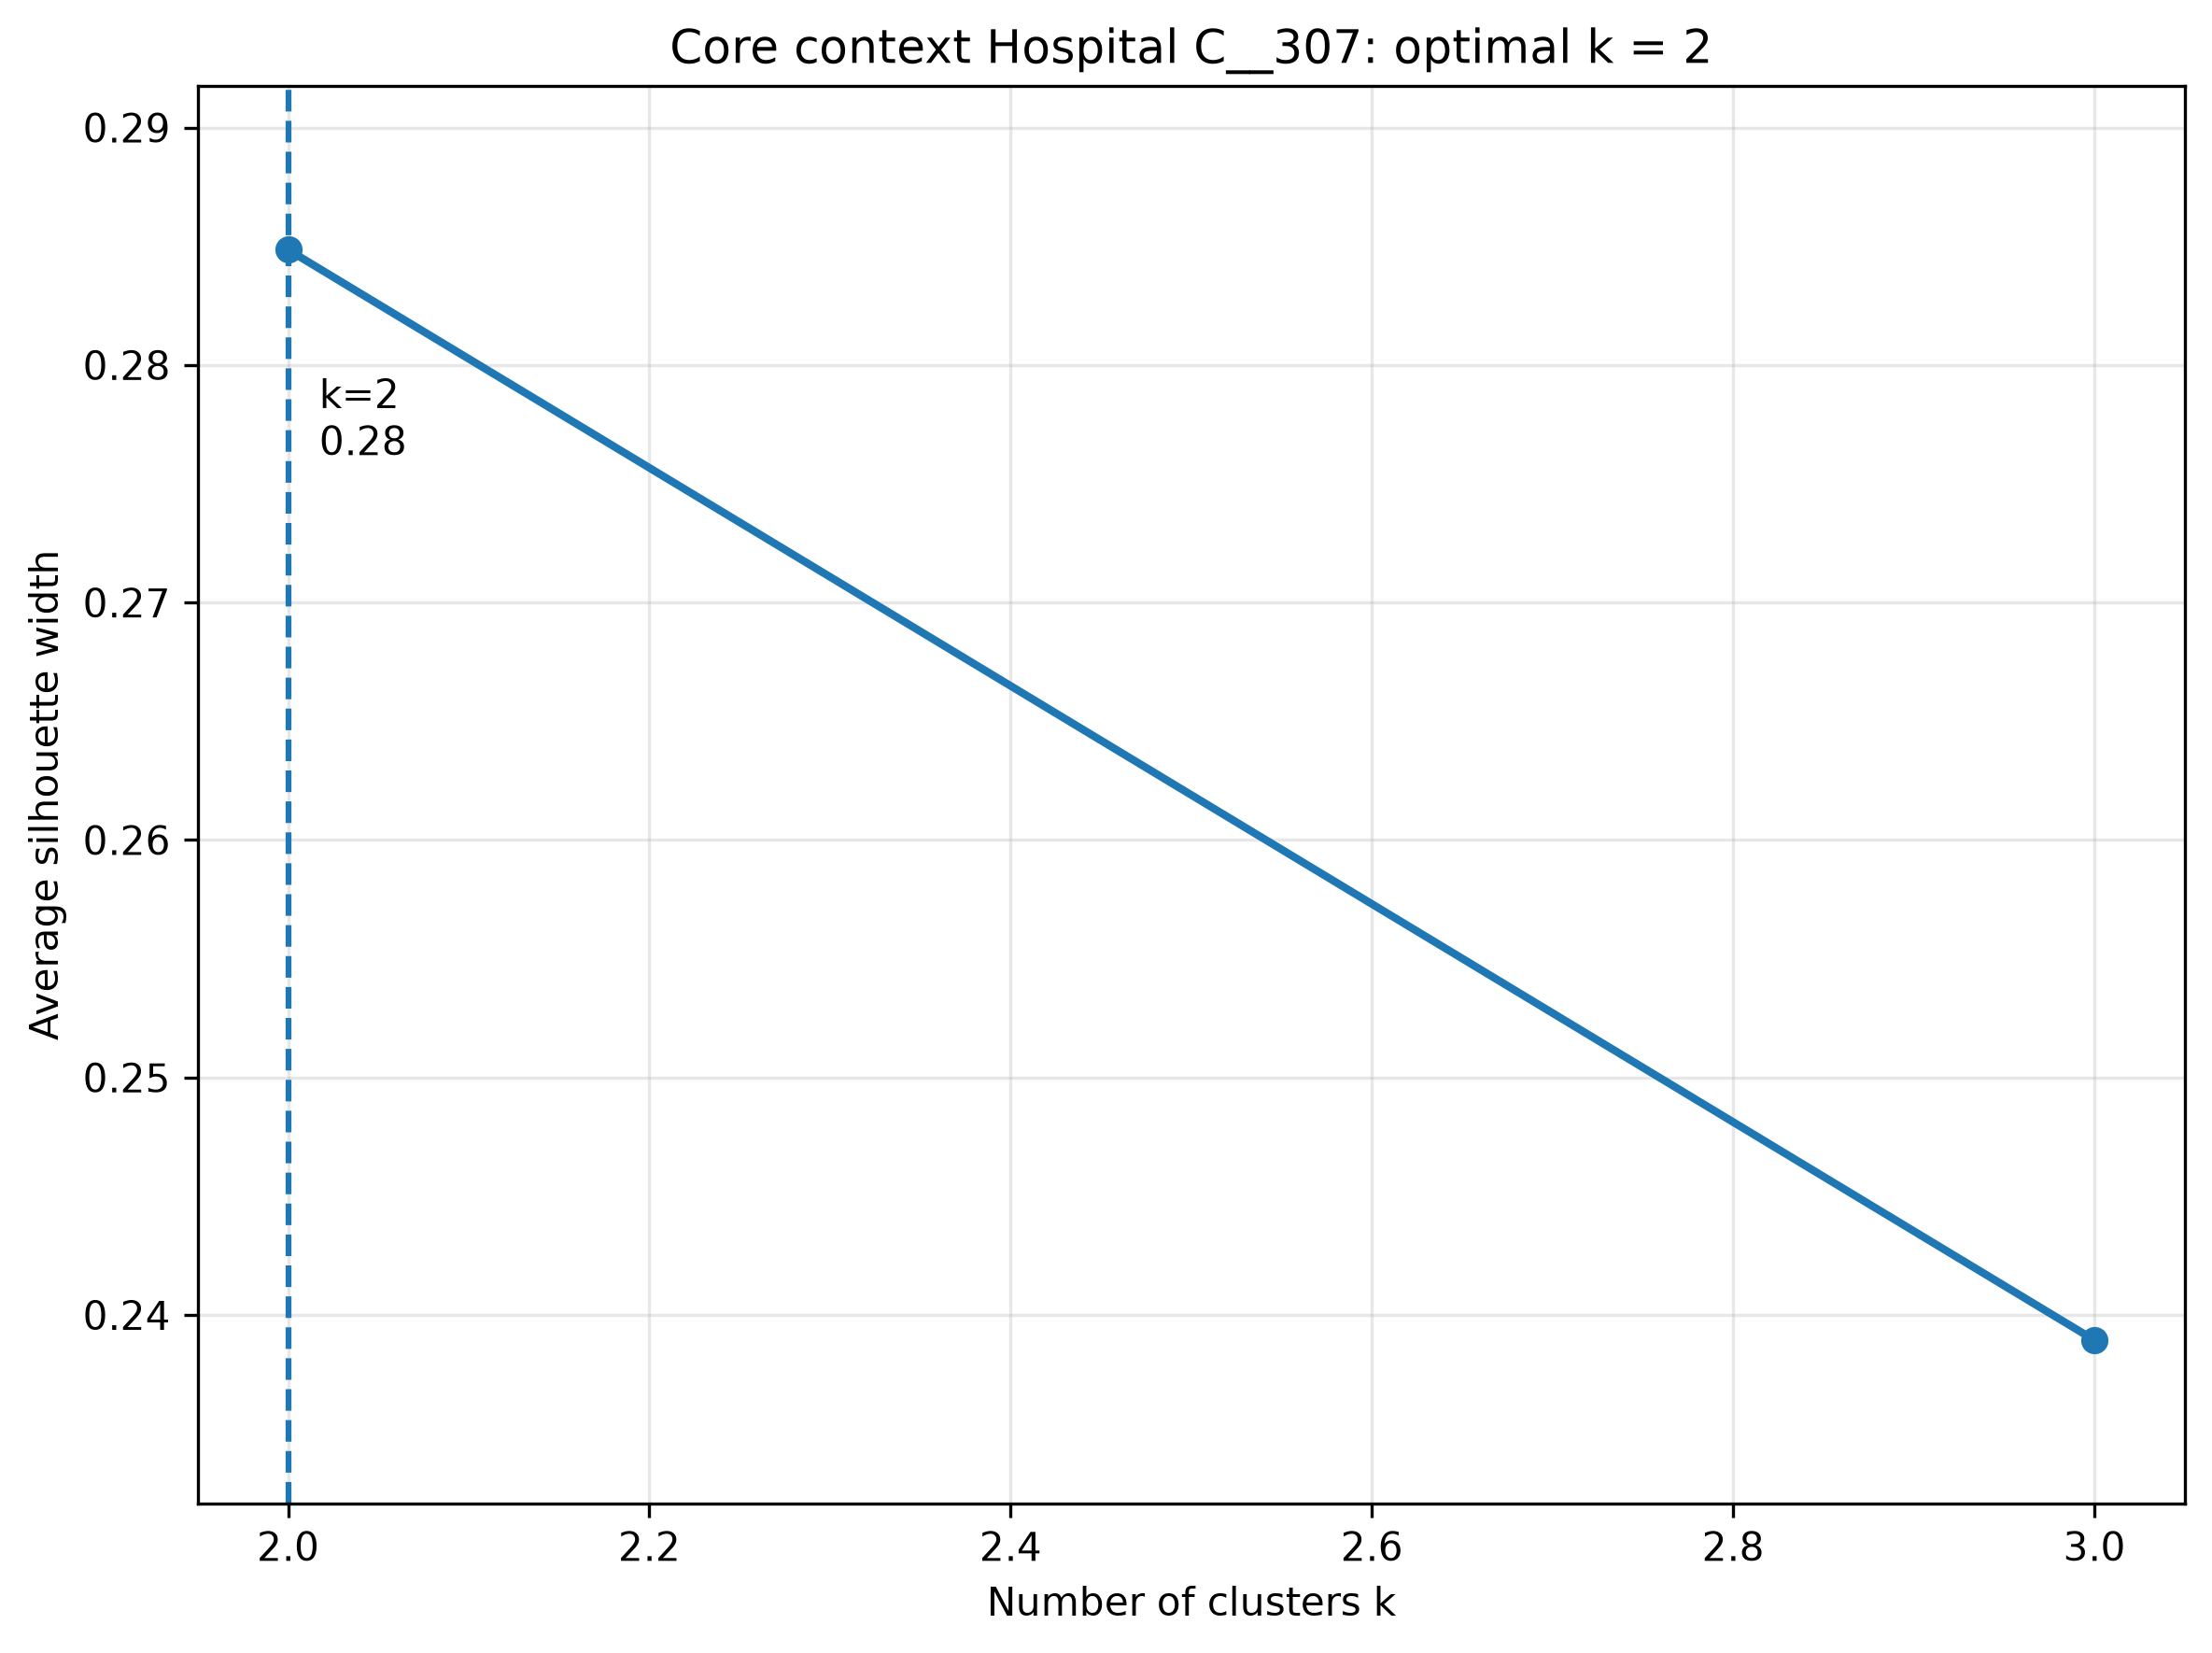 Core context Hospital C__307: optimal k = 2
0.29
0.28
0.27
0.26
0.25
0.24
Average silhouette width
k=2
0.28
2.0 2.2 2.4 2.6 2.8 3.0
Number of clusters k